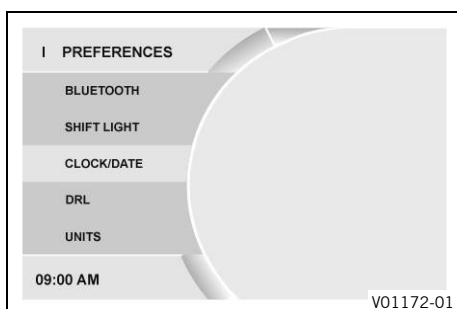 I PREFERENCES
BLUETOOTH
SHIFT LIGHT
CLOCK/DATE
DRL
UNITS
09:00 AM
V01172-01